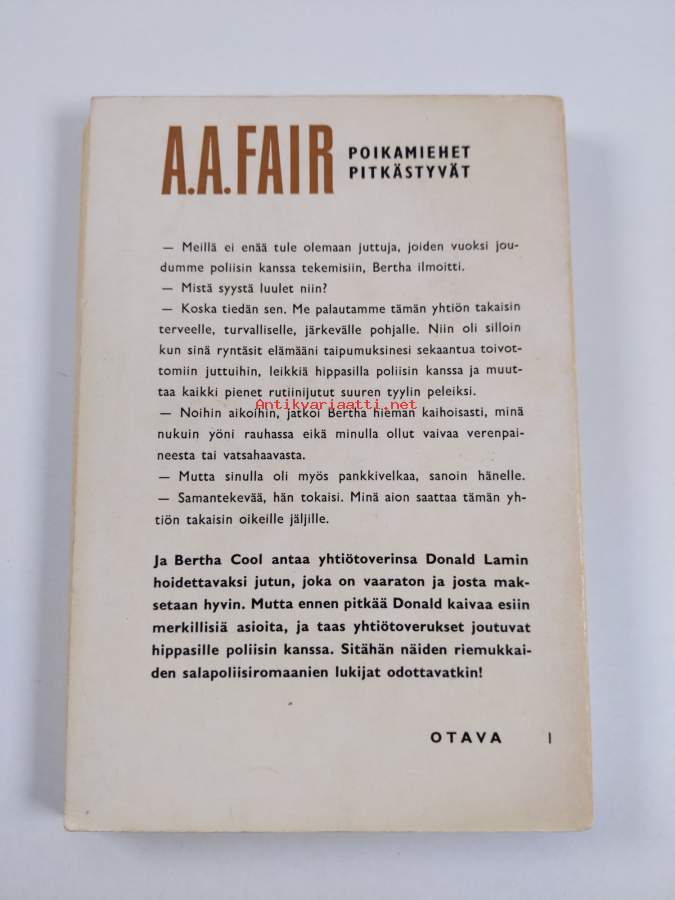 A.A.FAIR
POIKAMIEHET
PITKÄSTYVÄT
— Meillä ei enää tule olemaan juttuja, joiden vuoksi jou-
dumme poliisin kanssa tekemisiin, Bertha ilmoitti.
— Mistä syystä luulet niin?
— Koska tiedän sen. Me palautamme tämän yhtiön takaisin
terveelle, turvalliselle, järkevälle pohjalle. Niin oli silloin
kun sinä ryntäsit elämääni taipumuksinesi sekaantua toivot-
tomiin juttuihin, leikkiä hippasilla poliisin kanssa ja muut-
taa kaikki pienet rutiinijutut suuren tyylin peleiksi.
Antikvariaatti.net
— Noihin aikoihin, jatkoi Bertha hieman kaihoisasti, minä
nukuin yöni rauhassa eikä minulla ollut vaivaa verenpai-
neesta tai vatsahaavasta.
— Mutta sinulla oli myös pankkivelkaa, sanoin hänelle.
— Samantekevää, hän tokaisi. Minä aion saattaa tämän yh-
tiön takaisin oikeille jäljille.
Ja Bertha Cool antaa yhtiötoverinsa Donald Lamin
hoidettavaksi jutun, joka on vaaraton ja josta mak-
setaan hyvin. Mutta ennen pitkää Donald kaivaa esiin
merkillisiä asioita, ja taas yhtiötoverukset joutuvat
hippasille poliisin kanssa. Sitähän näiden riemukkai-
den salapoliisiromaanien lukijat odottavatkin!
OTAVA I